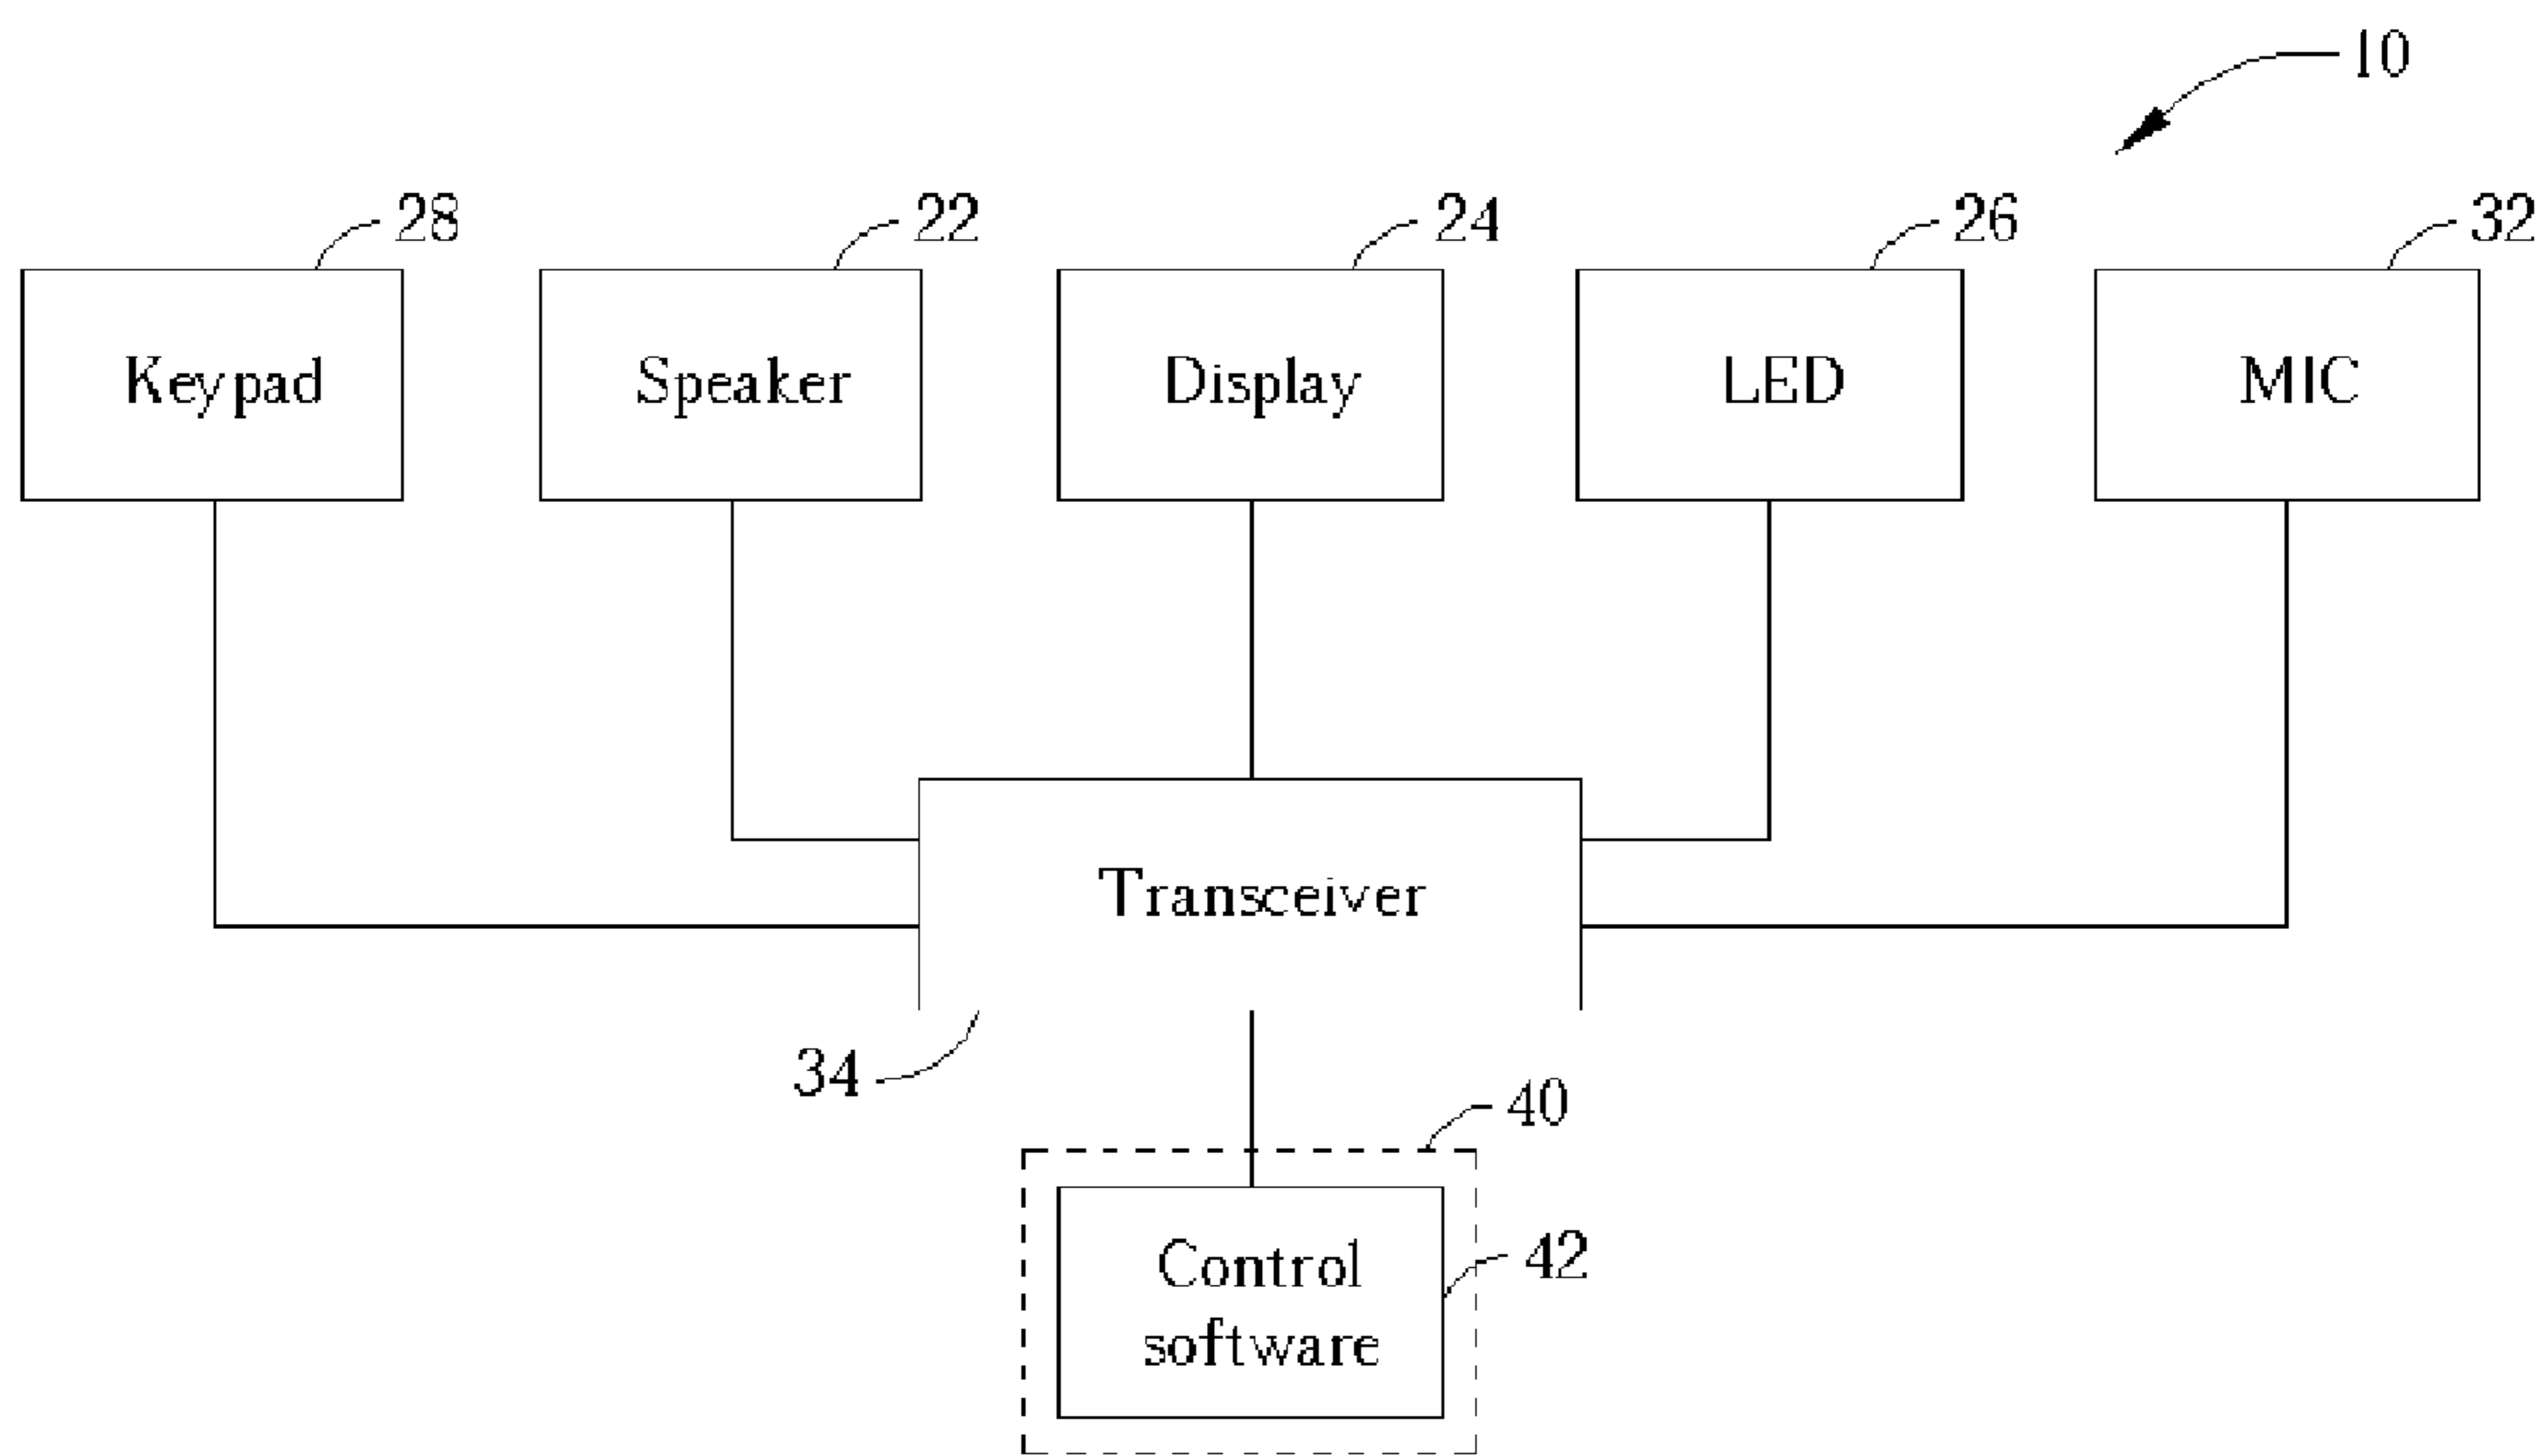 10
28
22
24
26
32
Keypad
Speaker
Display
LED
MIC
Transceiver
34
40
Control
software
42